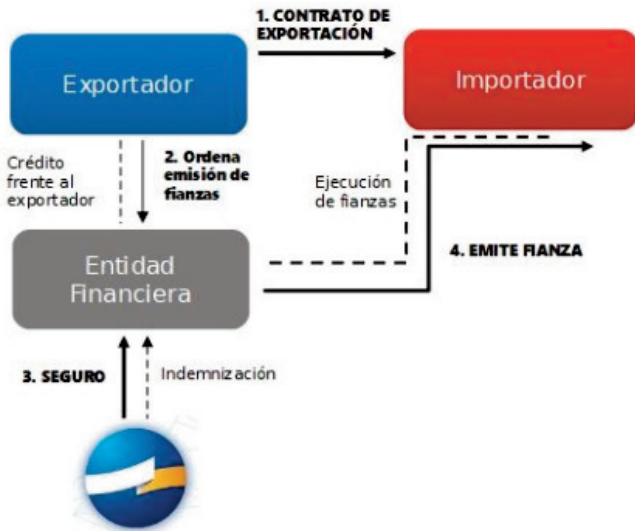 1. CONTRATO DE
EXPORTACIÓN
Exportador
Importador
Crédito
frente al
exportador
2. Ordena
emisión de
fianzas
Ejecución
de fianzas
Entidad
Financiera
4. EMITE FIANZA
3. SEGURO
Indemnización